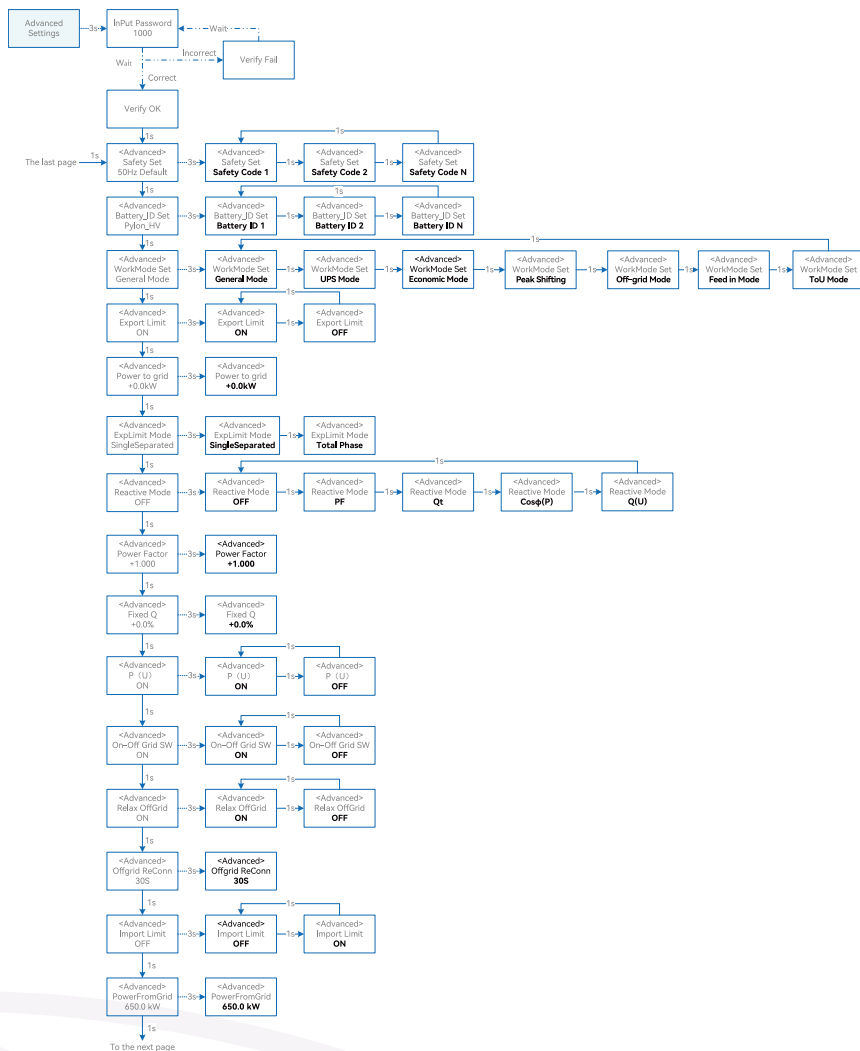 Advanced
Settings
3s
InPut Password
1000
Wait
Incorrect
Verify Fail
Wait
Correct
Verify OK
1s
1s
The last page
1s
<Advanced>
Safety Set
50Hz Default
3s
<Advanced>
Safety Set
Safety Code 1
1s
<Advanced>
Safety Set
Safety Code 2
1s
<Advanced>
Safety Set
Safety Code N
1s
1s
<Advanced>
Battery_ID Set
Pylon_HV
3s
<Advanced>
Battery_ID Set
Battery ID 1
1s
<Advanced>
Battery_ID Set
Battery ID 2
1s
<Advanced>
Battery_ID Set
Battery ID N
1s
1s
<Advanced>
WorkMode Set
General Mode
3s
<Advanced>
WorkMode Set
General Mode
1s
<Advanced>
WorkMode Set
UPS Mode
1s
<Advanced>
WorkMode Set
Economic Mode
1s
<Advanced>
WorkMode Set
Peak Shifting
1s
<Advanced>
WorkMode Set
Off-grid Mode
1s
<Advanced>
WorkMode Set
Feed in Mode
1s
<Advanced>
WorkMode Set
ToU Mode
1s
1s
<Advanced>
Export Limit
ON
3s
<Advanced>
Export Limit
ON
1s
<Advanced>
Export Limit
OFF
1s
<Advanced>
Power to grid
+0.0kW
3s
<Advanced>
Power to grid
+0.0kW
1s
<Advanced>
ExpLimit Mode
SingleSeparated
3s
<Advanced>
ExpLimit Mode
SingleSeparated
1s
<Advanced>
ExpLimit Mode
Total Phase
1s
1s
<Advanced>
Reactive Mode
OFF
3s
<Advanced>
Reactive Mode
OFF
1s
<Advanced>
Reactive Mode
PF
1s
<Advanced>
Reactive Mode
Qt
1s
<Advanced>
Reactive Mode
Cosφ(P)
1s
<Advanced>
Reactive Mode
Q(U)
1s
<Advanced>
Power Factor
+1.000
3s
<Advanced>
Power Factor
+1.000
1s
<Advanced>
Fixed Q
+0.0%
3s
<Advanced>
Fixed Q
+0.0%
1s
1s
<Advanced>
P（U）
ON
3s
<Advanced>
P（U）
ON
1s
<Advanced>
P（U）
OFF
1s
1s
<Advanced>
On-Off Grid SW
ON
3s
<Advanced>
On-Off Grid SW
ON
1s
<Advanced>
On-Off Grid SW
OFF
1s
1s
<Advanced>
Relax OffGrid
ON
3s
<Advanced>
Relax OffGrid
ON
1s
<Advanced>
Relax OffGrid
OFF
1s
<Advanced>
Offgrid ReConn
30S
3s
<Advanced>
Offgrid ReConn
30S
1s
1s
<Advanced>
Import Limit
OFF
3s
<Advanced>
Import Limit
OFF
1s
<Advanced>
Import Limit
ON
1s
<Advanced>
PowerFromGrid
650.0 kW
3s
<Advanced>
PowerFromGrid
650.0 kW
1s
To the next page